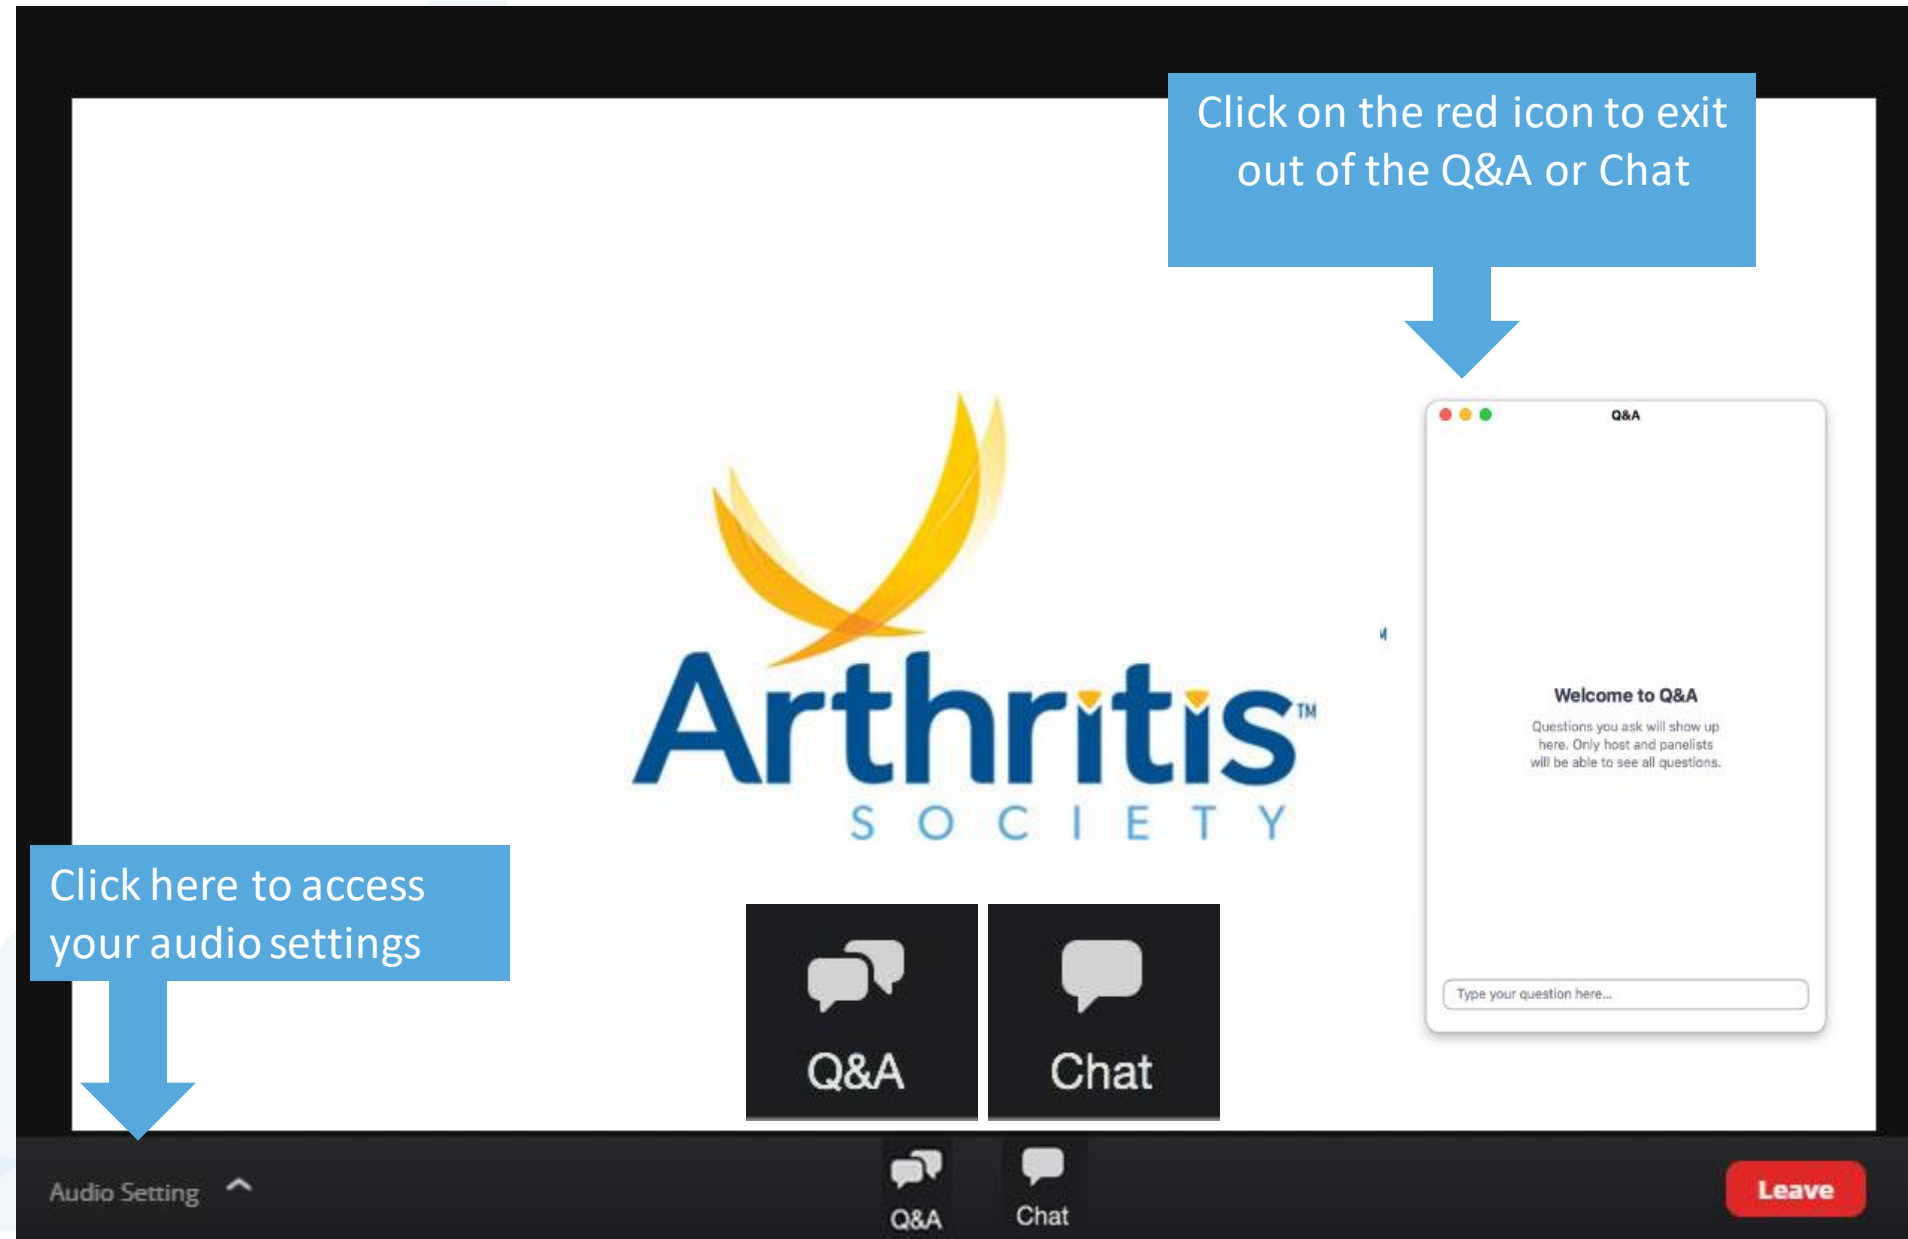 Click on the red icon to exit
out of the Q&A or Chat
Q&A
Arthritis™
SOCIETY
Welcome to Q&A
Questions you ask will show up
here. Only host and panelists
will be able to see all questions.
Type your question here...
Click here to access
your audio settings
Q&A
Chat
Audio Setting
Q&A
Chat
Leave